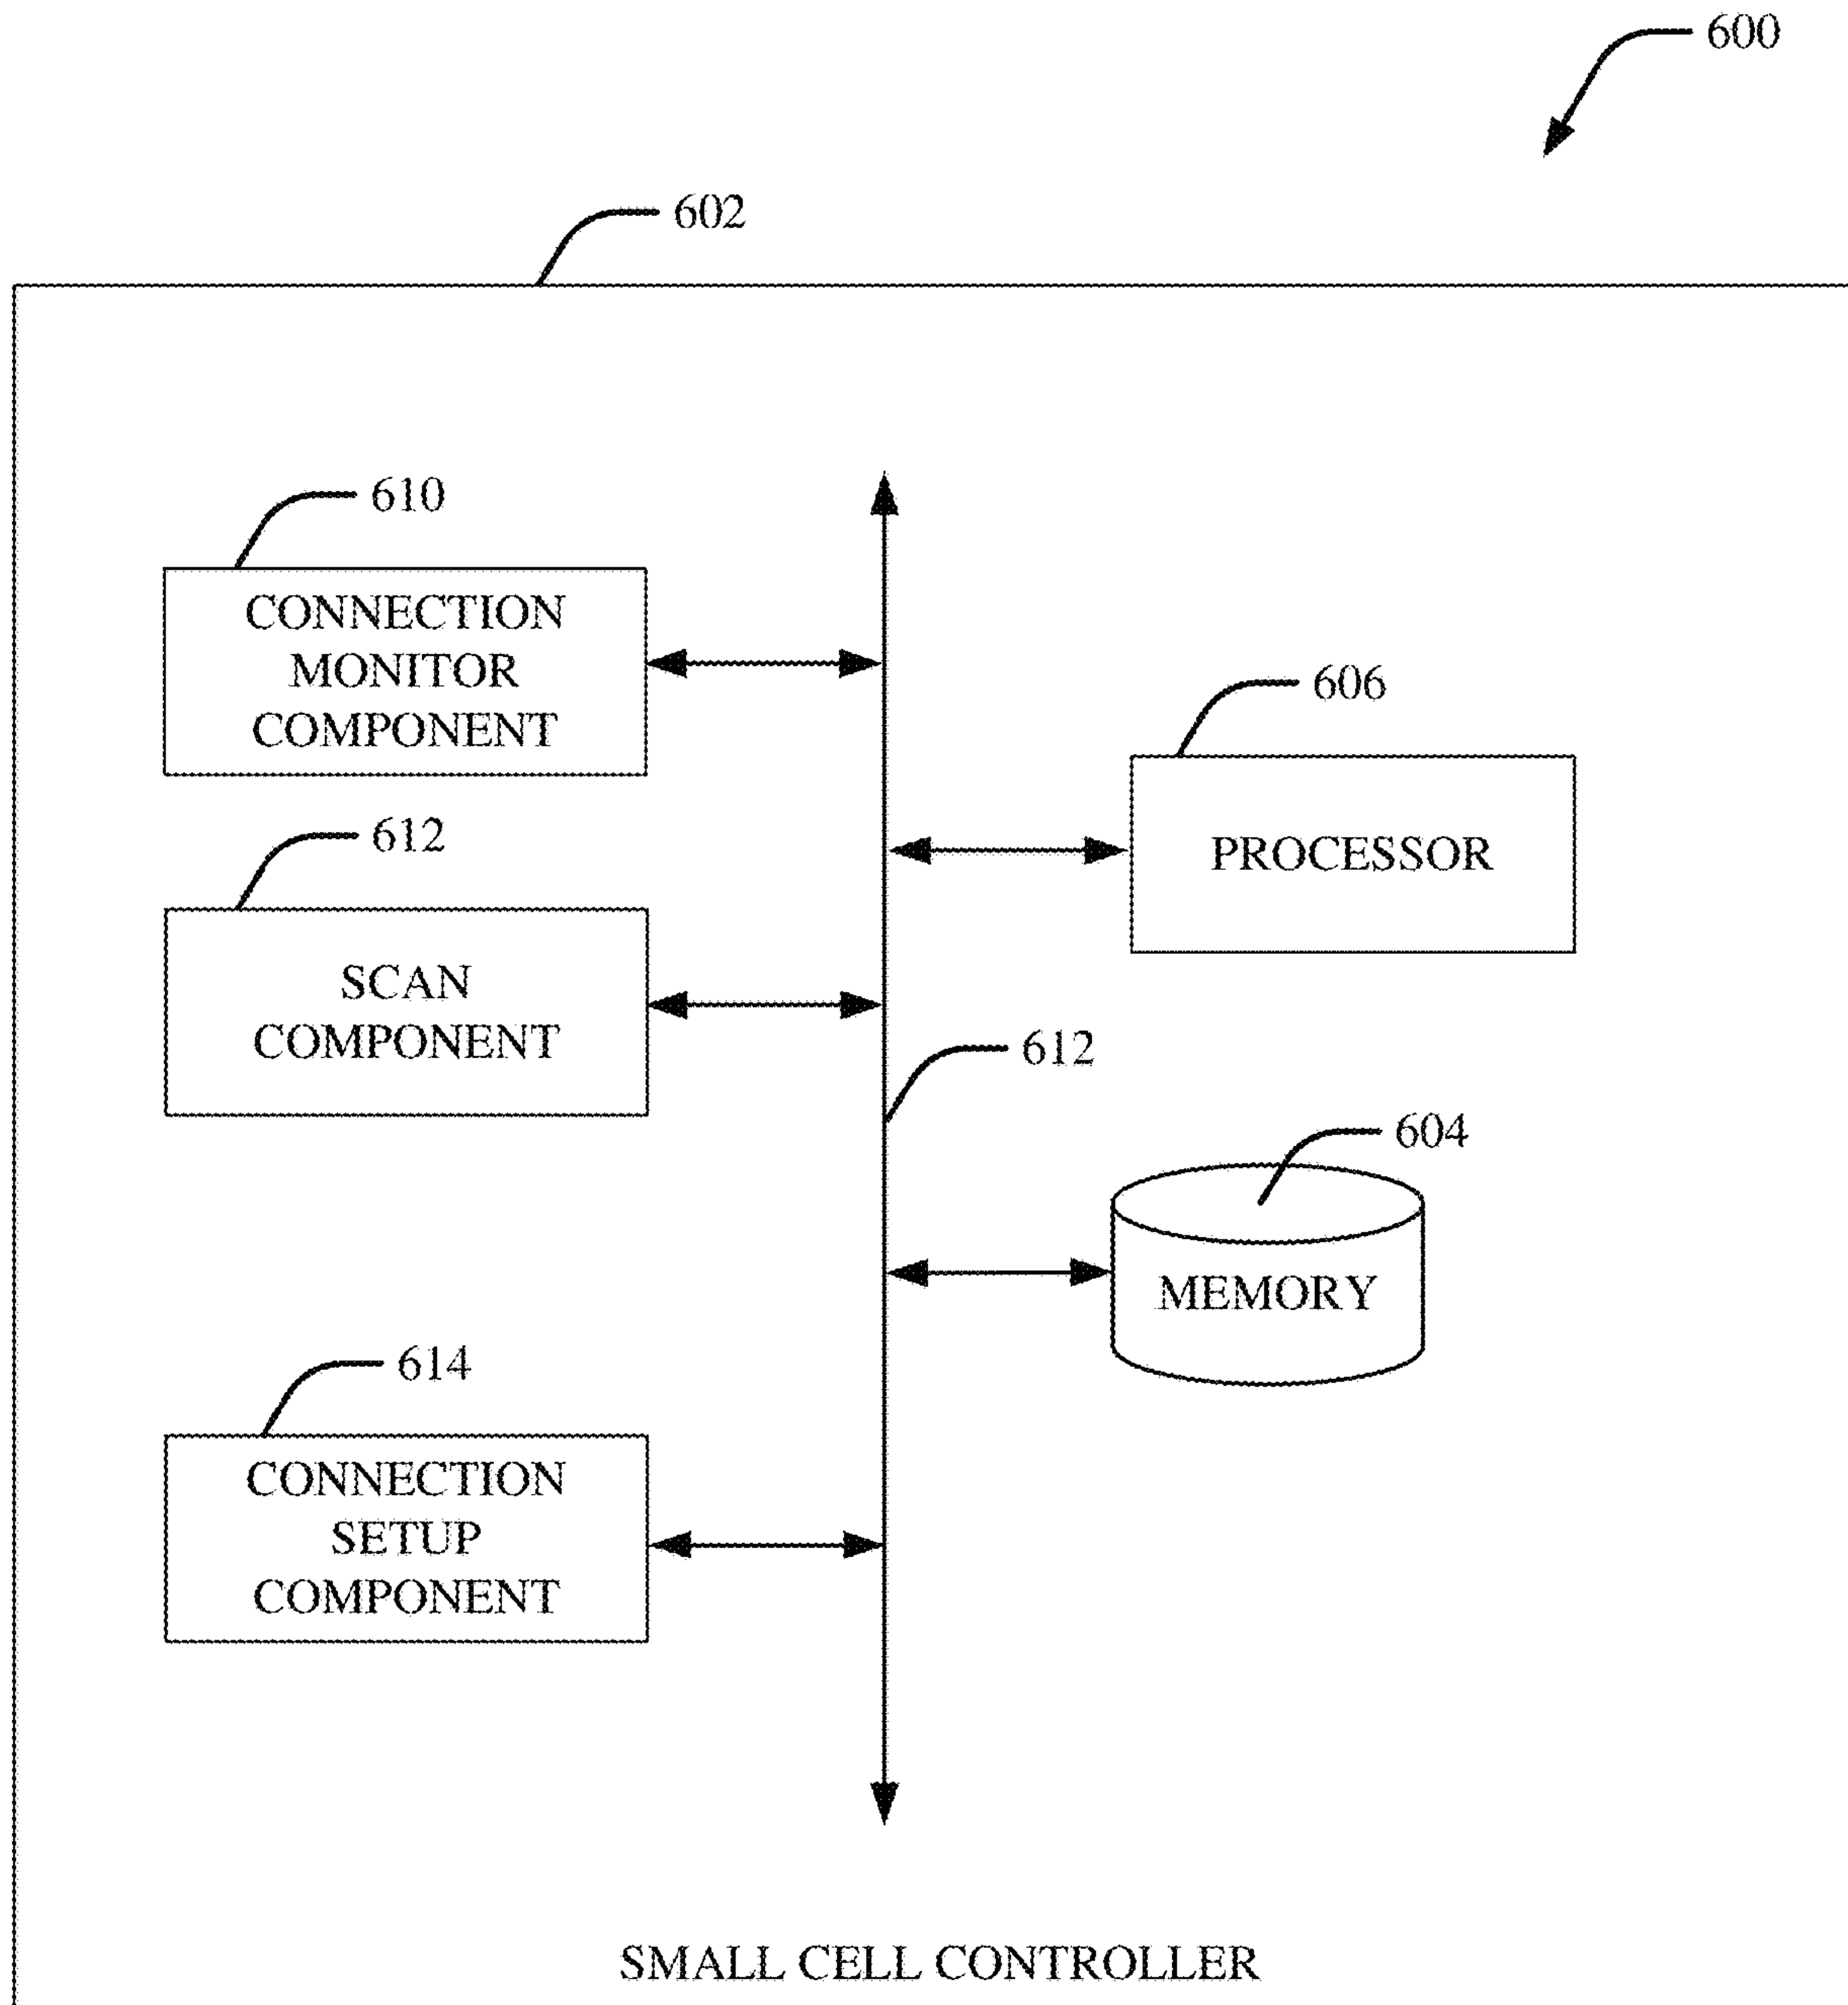 600
602
610
CONNECTION
MONITOR
COMPONENT
606
PROCESSOR
612
SCAN
COMPONENT
612
604
MEMORY
614
CONNECTION
SETUP
COMPONENT
SMALL CELL CONTROLLER